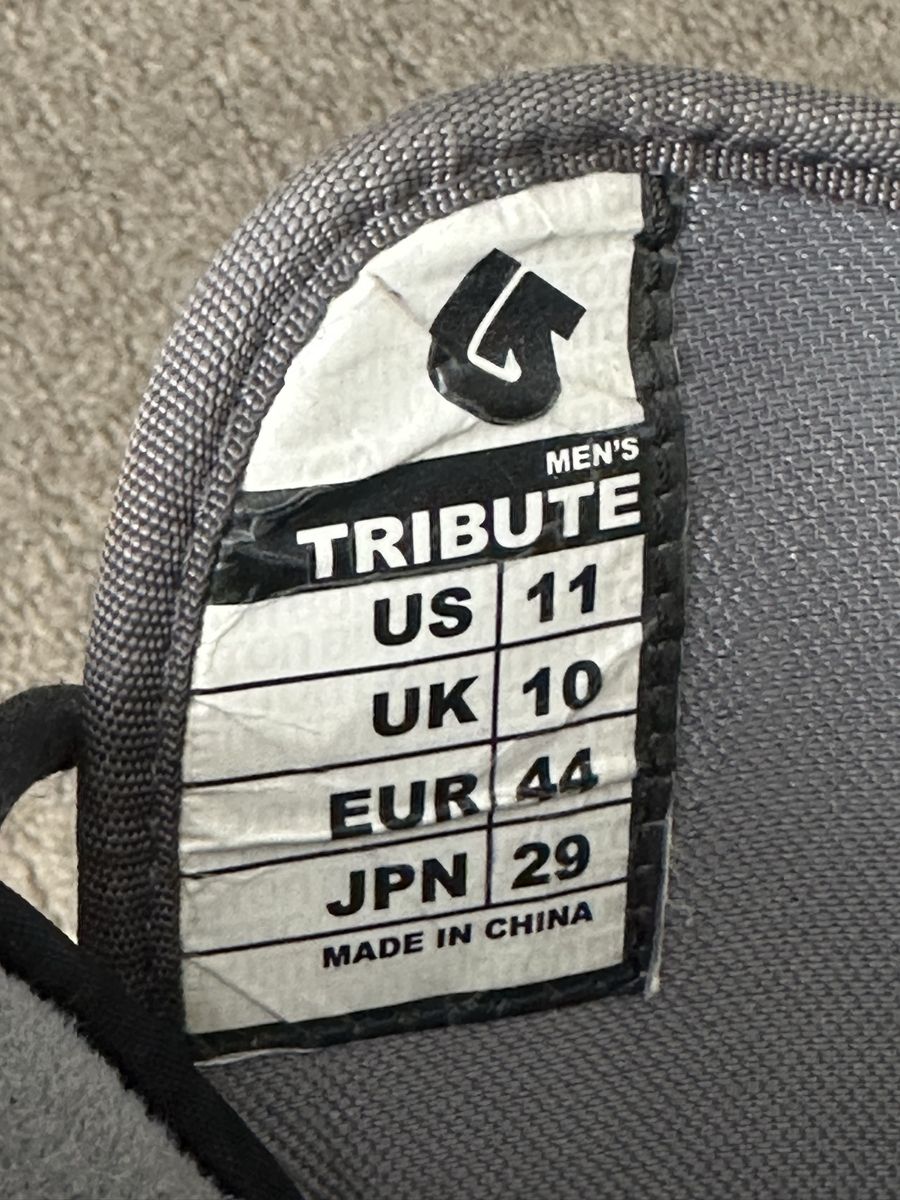 MEN'S
TRIBUTE
US 11
UK 10
EUR 44
JPN 29
MADE IN CHINA